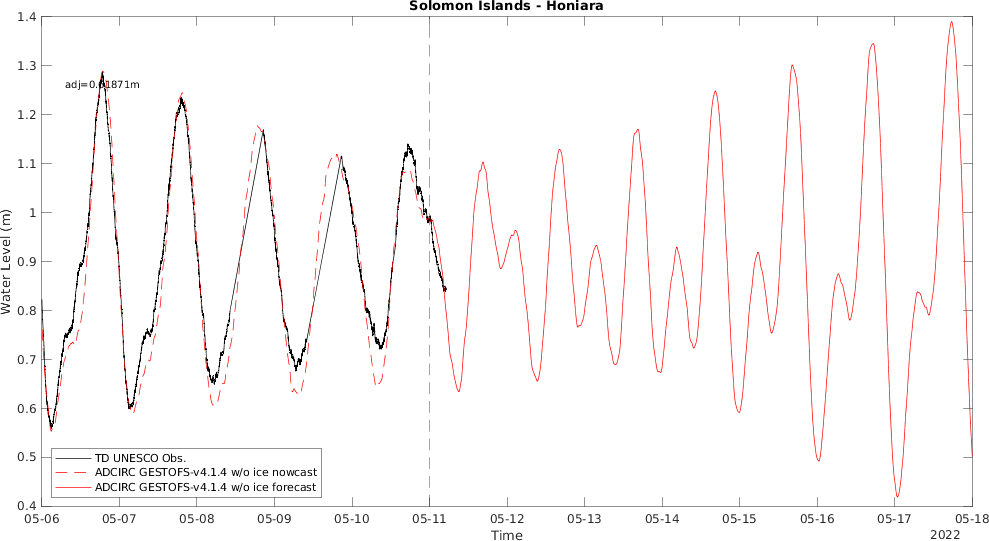 Solomon Islands - Honiara
1.4
1.3
1.2
1.1
1
0.9
0.8
0.7
0.6
0.5
0.4
Water Level (m)
adj=0.01871m
TD UNESCO Obs.
ADCIRC GESTOFS-v4.1.4 w/o ice nowcast
ADCIRC GESTOFS-v4.1.4 w/o ice forecast
05-06 05-07 05-08 05-09 05-10 05-11 05-12 05-13 05-14 05-15 05-16 05-17 05-18
Time
2022